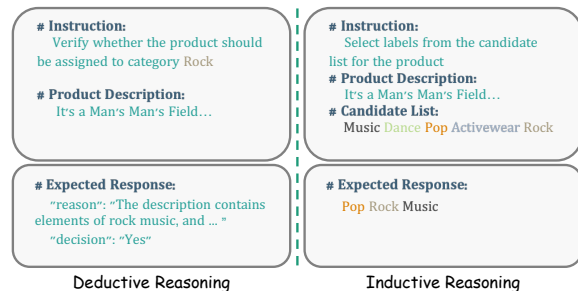 # Instruction:
Verify whether the product should
be assigned to category Rock
# Product Description:
It's a Man's Man's Field...
# Expected Response:
"reason": "The description contains
elements of rock music, and ... "
"decision": "Yes"
Deductive Reasoning
# Instruction:
Select labels from the candidate
list for the product
# Product Description:
It's a Man's Man's Field...
# Candidate List:
Music Dance Pop Activewear Rock
# Expected Response:
Pop Rock Music
Inductive Reasoning